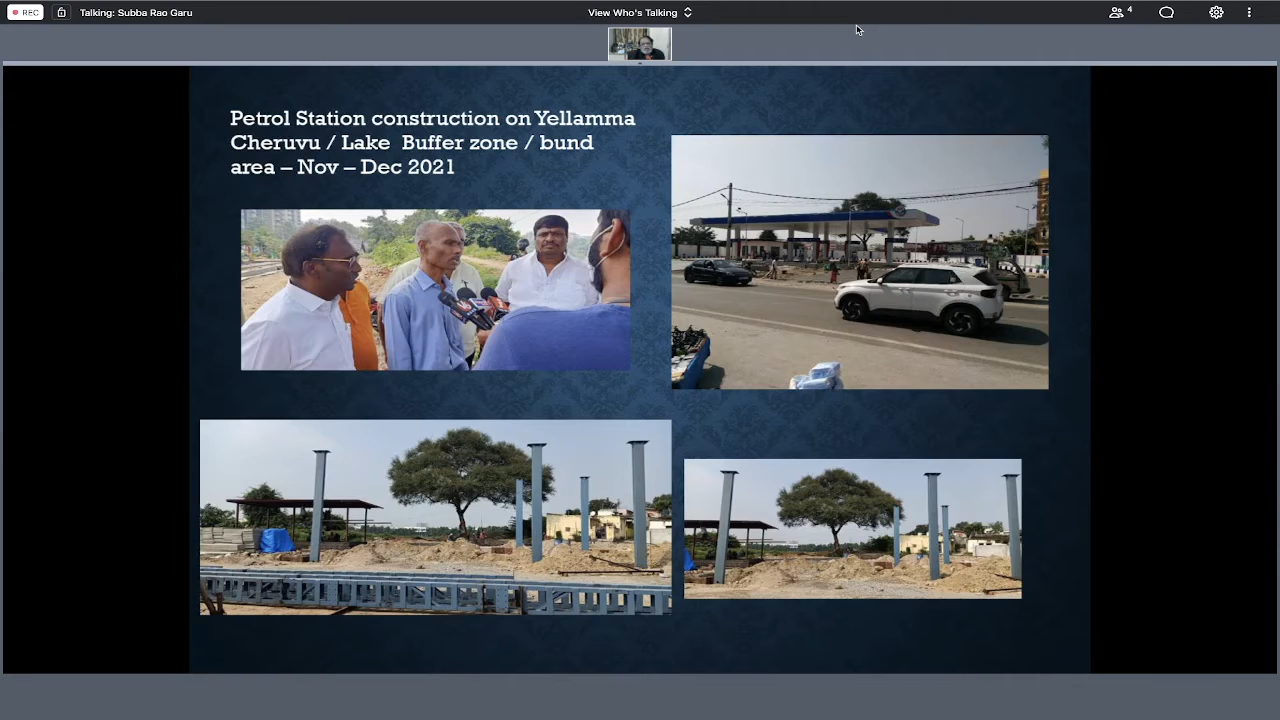 REC
Talking: Subba Rao Garu
View Who's Talking
4
Petrol Station construction on Yellamma
Cheruvu / Lake Buffer zone / bund
area – Nov – Dec 2021